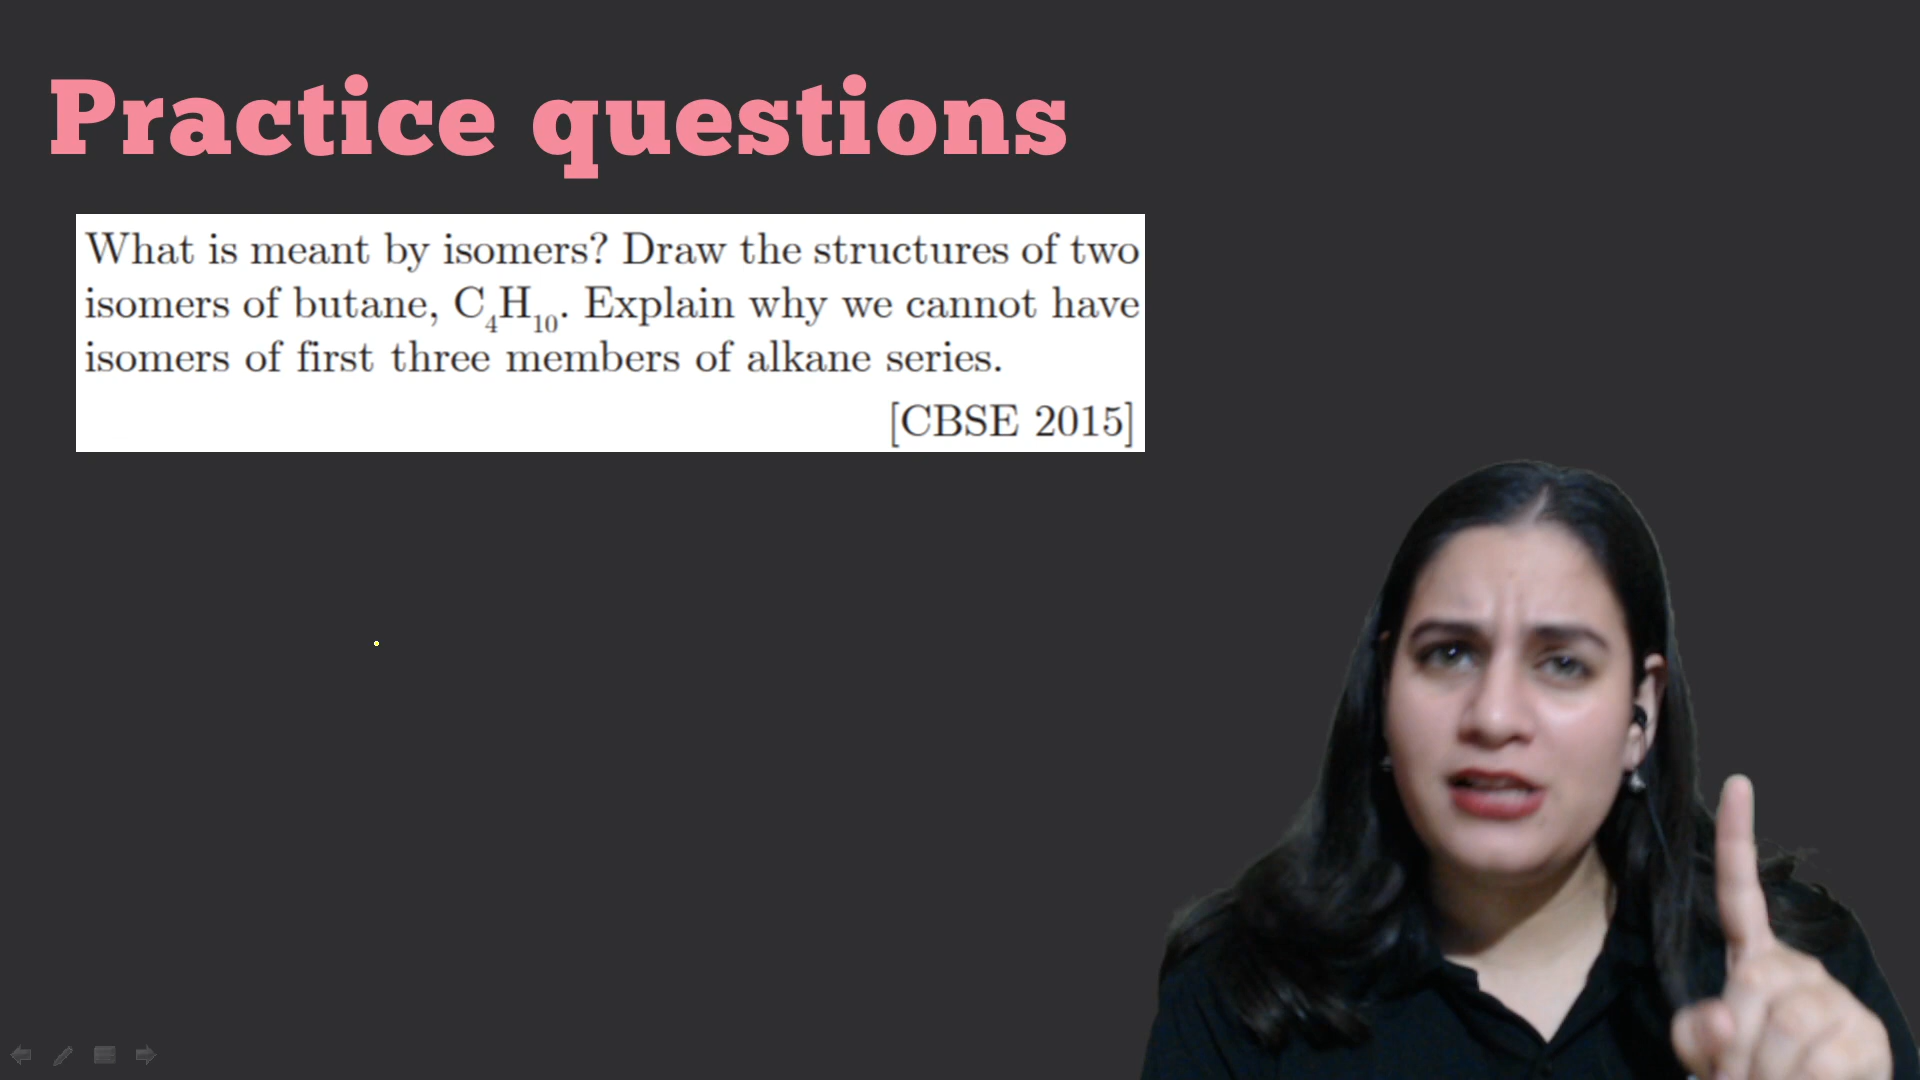 Practice questions
What is meant by isomers? Draw the structures of two
isomers of butane, C₄H₁₀. Explain why we cannot have
isomers of first three members of alkane series.
[CBSE 2015]